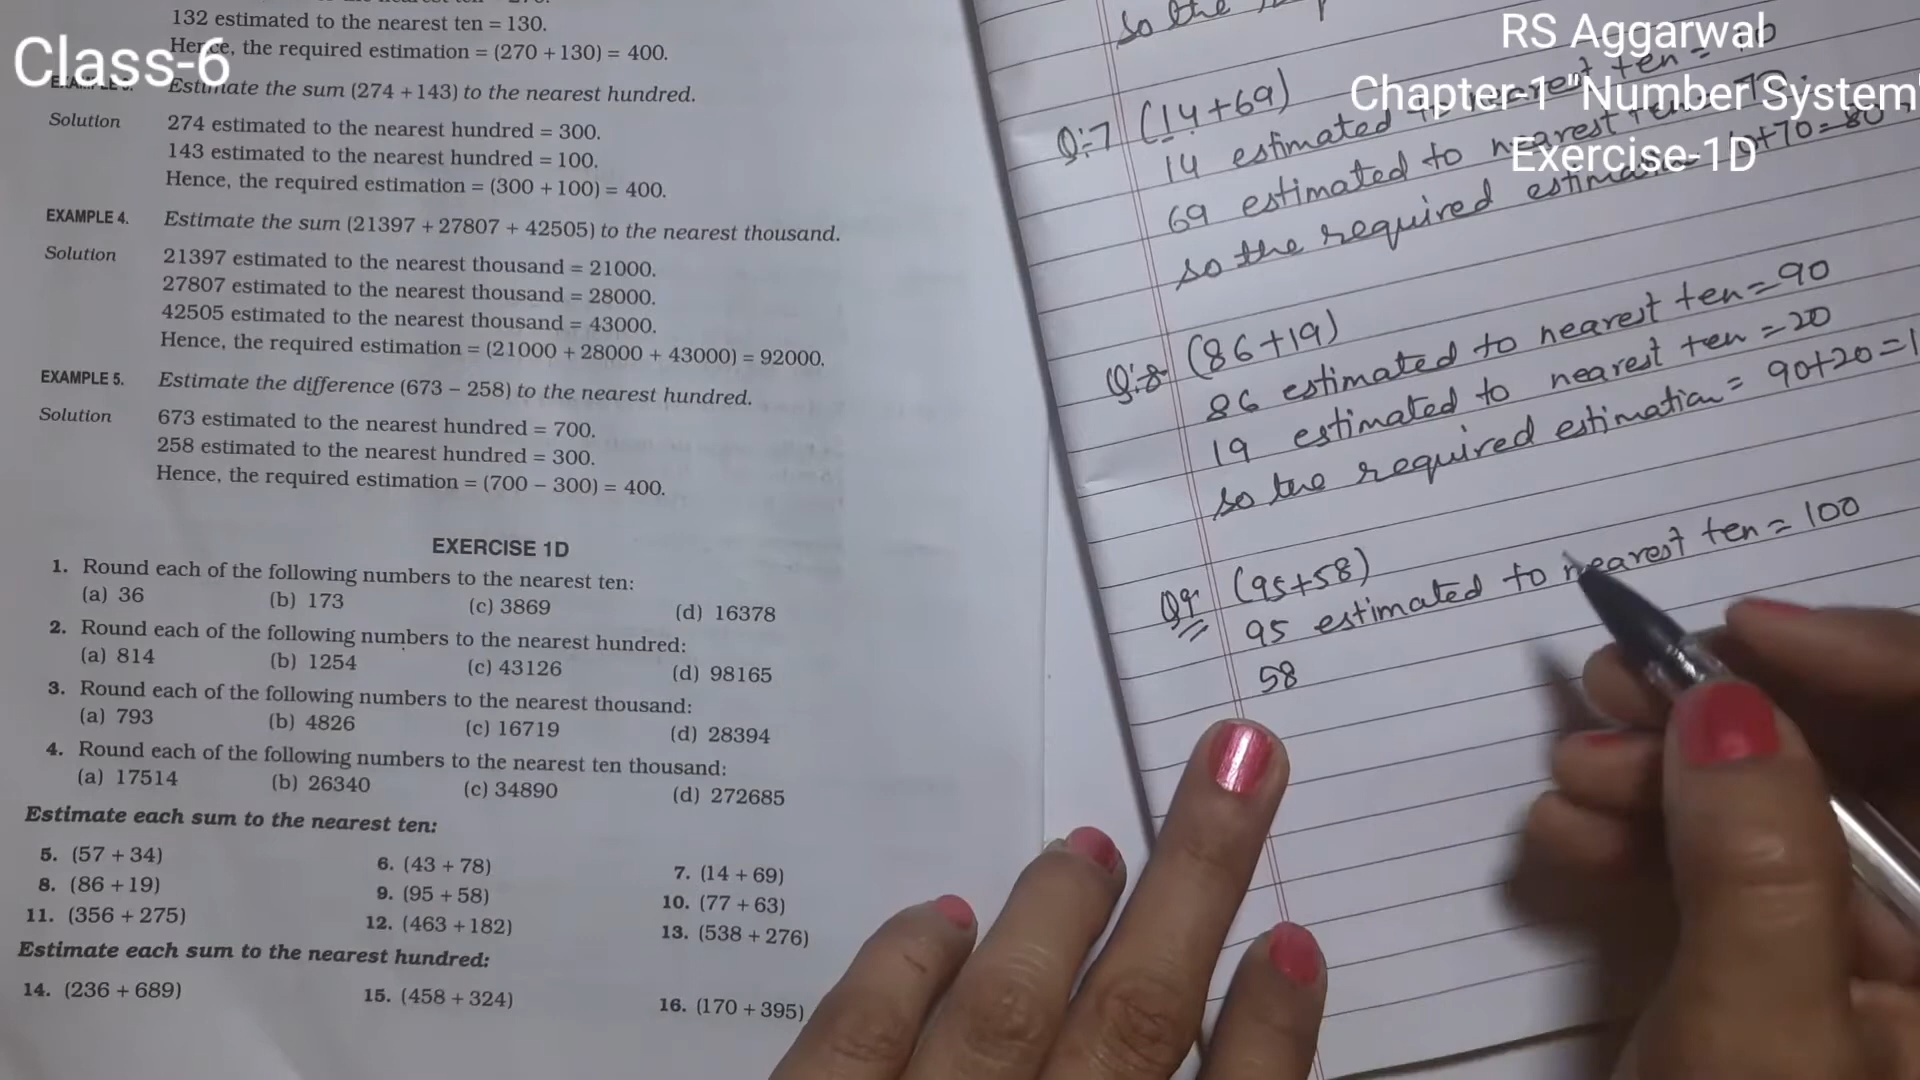 132 estimated to the nearest ten = 130.
Hence, the required estimation = (270 + 130) = 400.
Class-6
Estimate the sum (274 + 143) to the nearest hundred.
Solution 274 estimated to the nearest hundred = 300.
143 estimated to the nearest hundred = 100.
Hence, the required estimation = (300 + 100) = 400.
EXAMPLE 4. Estimate the sum (21397 + 27807 + 42505) to the nearest thousand.
Solution 21397 estimated to the nearest thousand = 21000.
27807 estimated to the nearest thousand = 28000.
42505 estimated to the nearest thousand = 43000.
Hence, the required estimation = (21000 + 28000 + 43000) = 92000.
EXAMPLE 5. Estimate the difference (673 – 258) to the nearest hundred.
Solution 673 estimated to the nearest hundred = 700.
258 estimated to the nearest hundred = 300.
Hence, the required estimation = (700 – 300) = 400.
EXERCISE 1D
1. Round each of the following numbers to the nearest ten:
(a) 36 (b) 173 (c) 3869 (d) 16378
2. Round each of the following numbers to the nearest hundred:
(a) 814 (b) 1254 (c) 43126 (d) 98165
3. Round each of the following numbers to the nearest thousand:
(a) 793 (b) 4826 (c) 16719 (d) 28394
4. Round each of the following numbers to the nearest ten thousand:
(a) 17514 (b) 26340 (c) 34890 (d) 272685
Estimate each sum to the nearest ten:
5. (57 + 34) 6. (43 + 78) 7. (14 + 69)
8. (86 + 19) 9. (95 + 58) 10. (77 + 63)
11. (356 + 275) 12. (463 + 182) 13. (538 + 276)
Estimate each sum to the nearest hundred:
14. (236 + 689) 15. (458 + 324) 16. (170 + 395)
RS Aggarwal
Chapter-1 "Number System"
Exercise-1D
so the
Q:7 (14+69)
14 estimated to nearest ten =
69 estimated to nearest ten
so the required +70=80
Q:8 (86+19)
86 estimated to nearest ten = 90
19 estimated to nearest ten = 20
so the required estimation = 90+20=1
Q9 (95+58)
95 estimated to nearest ten = 100
58